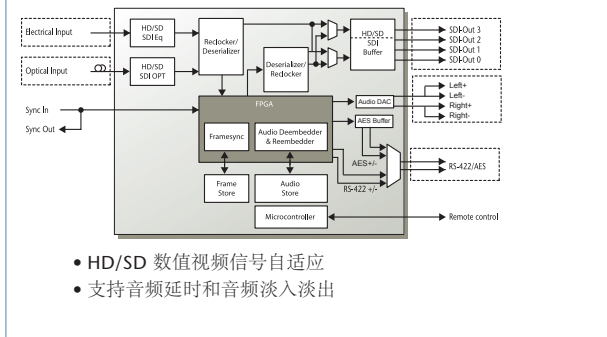 Electrical Input
HD/SD
SDI Eq
Reclocker/
Deserializer
HD/SD
SDI
Buffer
SDI-Out 3
SDI-Out 2
SDI-Out 1
SDI-Out 0
Optical Input
HD/SD
SDI OPT
Deserializer/
Reclocker
Left+
Left-
Right+
Right-
Sync In
Sync Out
FPGA
Audio DAC
AES Buffer
Framesync
Audio Deembedder
& Reembedder
AES+/-
RS-422/AES
RS-422 +/-
Frame
Store
Audio
Store
Microcontroller
Remote control
• HD/SD 数值视频信号自适应
• 支持音频延时和音频淡入淡出